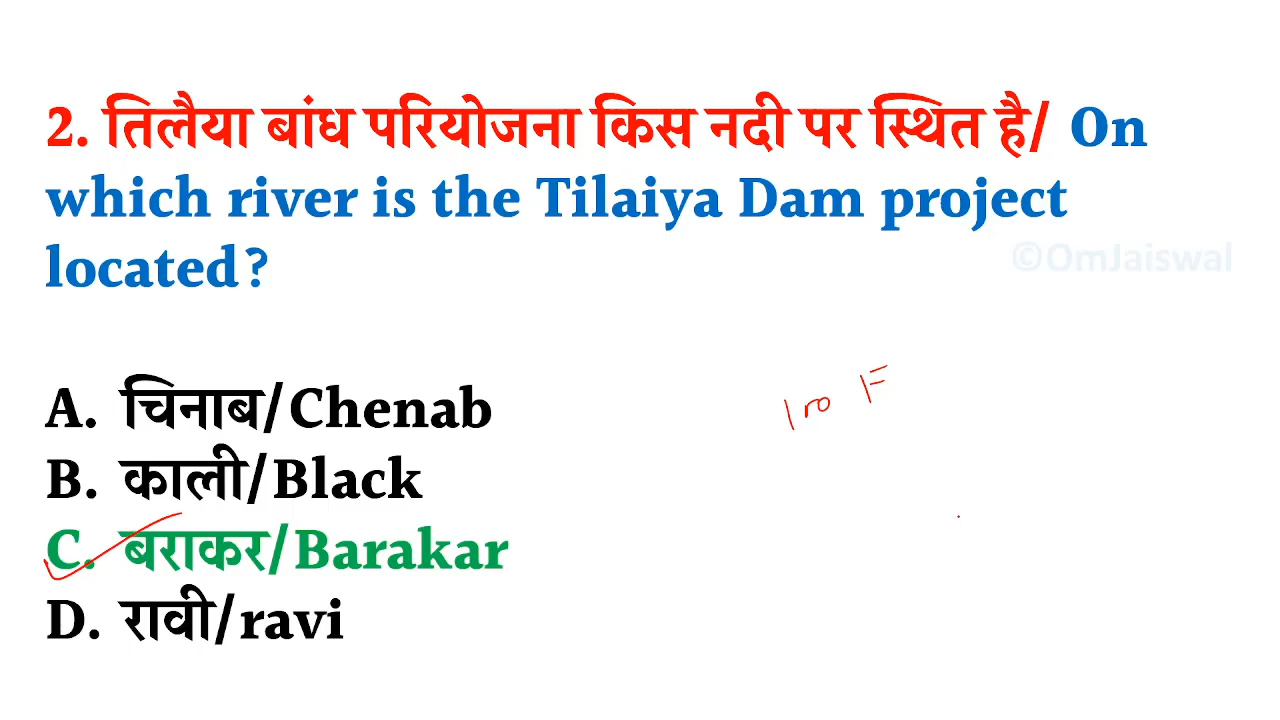 2. तिलैया बांध परियोजना किस नदी पर स्थित है/ On
which river is the Tilaiya Dam project
located?
©OmJaiswal
A. चिनाब/Chenab
B. काली/Black
C. बराकर/Barakar
D. रावी/ravi